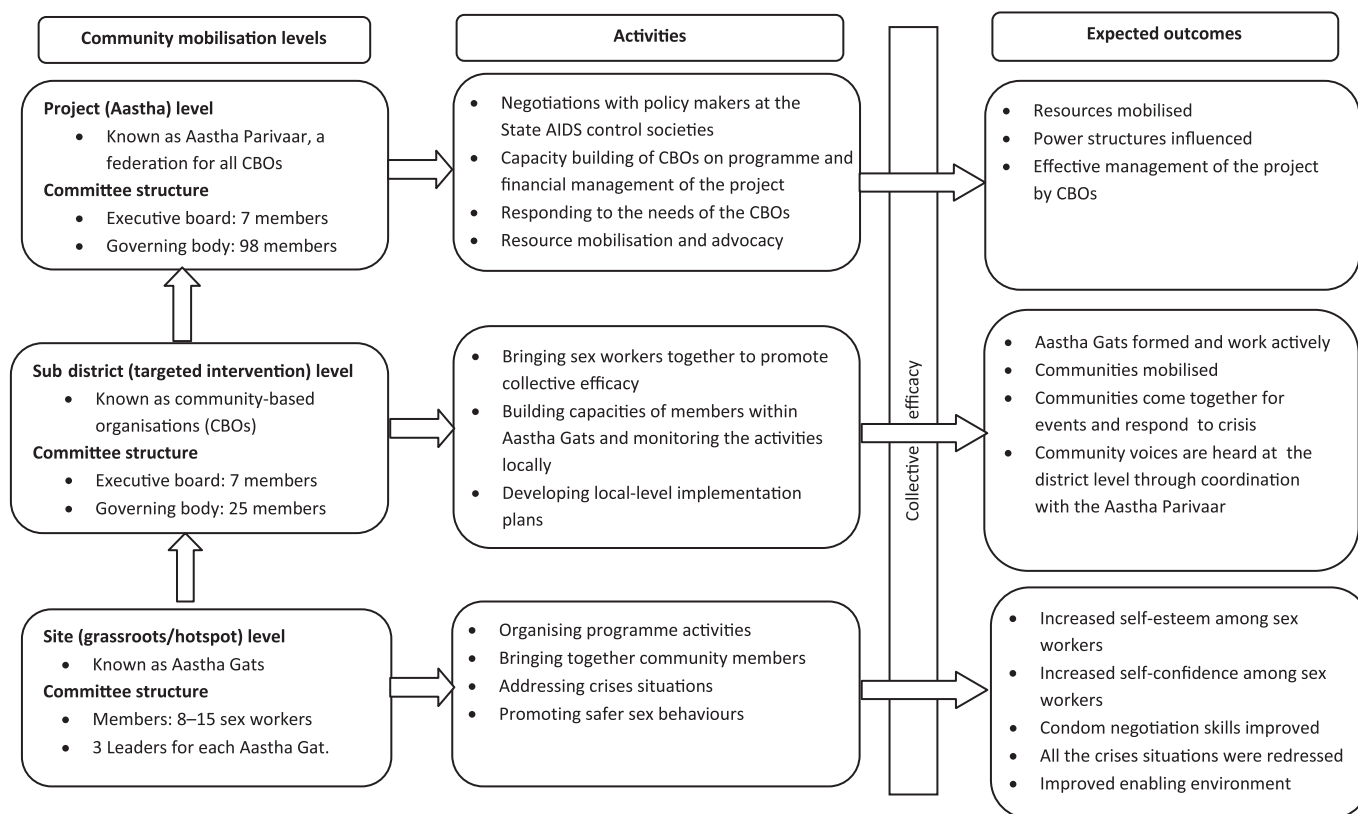 Community mobilisation levels
Activities
Expected outcomes
Project (Aastha) level
• Known as Aastha Parivaar, a
federation for all CBOs
Committee structure
• Executive board: 7 members
• Governing body: 98 members
• Negotiations with policy makers at the
State AIDS control societies
• Capacity building of CBOs on programme and
financial management of the project
• Responding to the needs of the CBOs
• Resource mobilisation and advocacy
• Resources mobilised
• Power structures influenced
• Effective management of the project
by CBOs
Sub district (targeted intervention) level
• Known as community-based
organisations (CBOs)
Committee structure
• Executive board: 7 members
• Governing body: 25 members
• Bringing sex workers together to promote
collective efficacy
• Building capacities of members within
Aastha Gats and monitoring the activities
locally
• Developing local-level implementation
plans
Collective efficacy
• Aastha Gats formed and work actively
• Communities mobilised
• Communities come together for
events and respond to crisis
• Community voices are heard at the
district level through coordination
with the Aastha Parivaar
Site (grassroots/hotspot) level
• Known as Aastha Gats
Committee structure
• Members: 8–15 sex workers
• 3 Leaders for each Aastha Gat.
• Organising programme activities
• Bringing together community members
• Addressing crises situations
• Promoting safer sex behaviours
• Increased self-esteem among sex
workers
• Increased self-confidence among sex
workers
• Condom negotiation skills improved
• All the crises situations were redressed
• Improved enabling environment